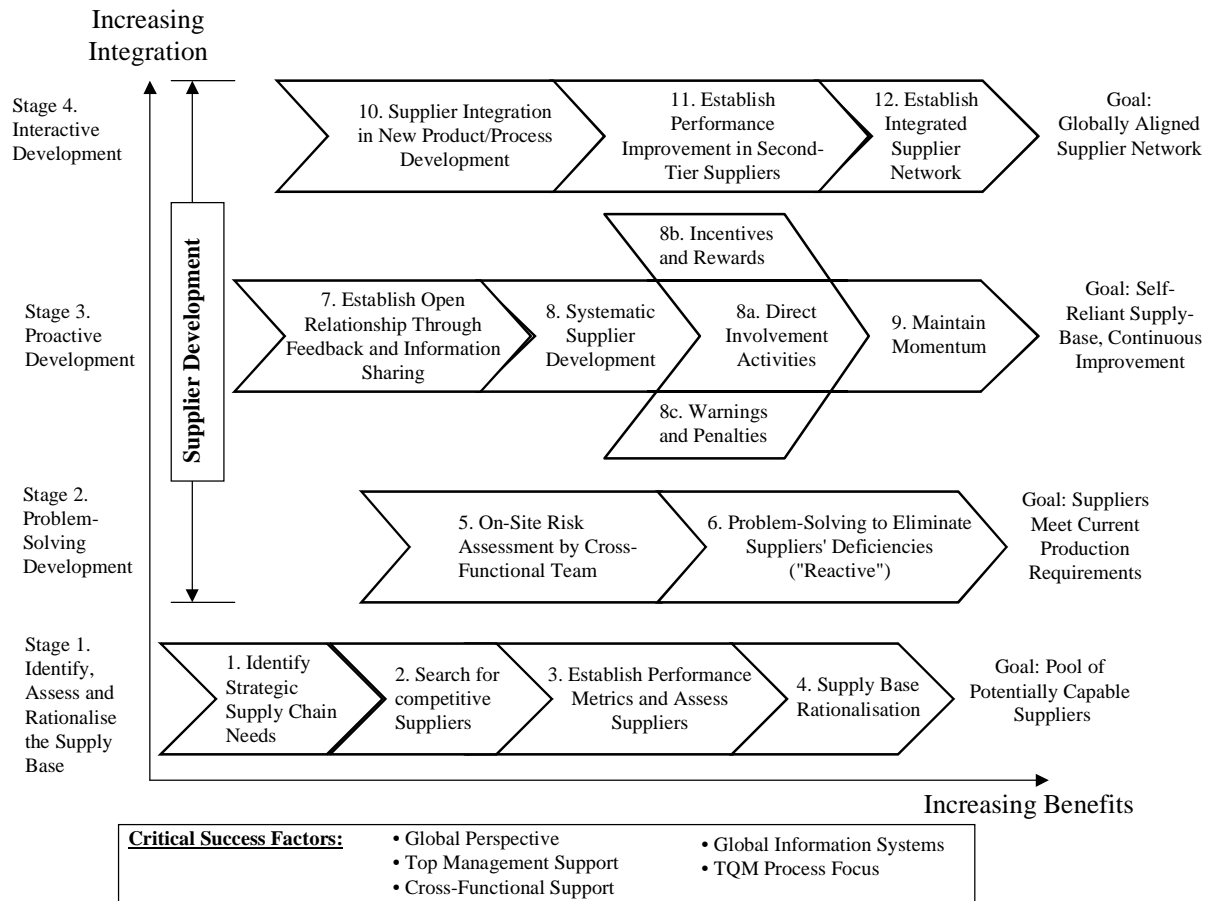 Increasing
Integration
Stage 4.
Interactive
Development
10. Supplier Integration
in New Product/Process
Development
11. Establish
Performance
Improvement in Second-
Tier Suppliers
12. Establish
Integrated
Supplier
Network
Goal:
Globally Aligned
Supplier Network
Supplier Development
8b. Incentives
and Rewards
Stage 3.
Proactive
Development
7. Establish Open
Relationship Through
Feedback and Information
Sharing
8. Systematic
Supplier
Development
8a. Direct
Involvement
Activities
9. Maintain
Momentum
Goal: Self-
Reliant Supply-
Base, Continuous
Improvement
8c. Warnings
and Penalties
Stage 2.
Problem-
Solving
Development
5. On-Site Risk
Assessment by Cross-
Functional Team
6. Problem-Solving to Eliminate
Suppliers' Deficiencies
("Reactive")
Goal: Suppliers
Meet Current
Production
Requirements
Stage 1.
Identify,
Assess and
Rationalise
the Supply
Base
1. Identify
Strategic
Supply Chain
Needs
2. Search for
competitive
Suppliers
3. Establish Performance
Metrics and Assess
Suppliers
4. Supply Base
Rationalisation
Goal: Pool of
Potentially Capable
Suppliers
Increasing Benefits
Critical Success Factors:
• Global Perspective
• Top Management Support
• Cross-Functional Support
• Global Information Systems
• TQM Process Focus